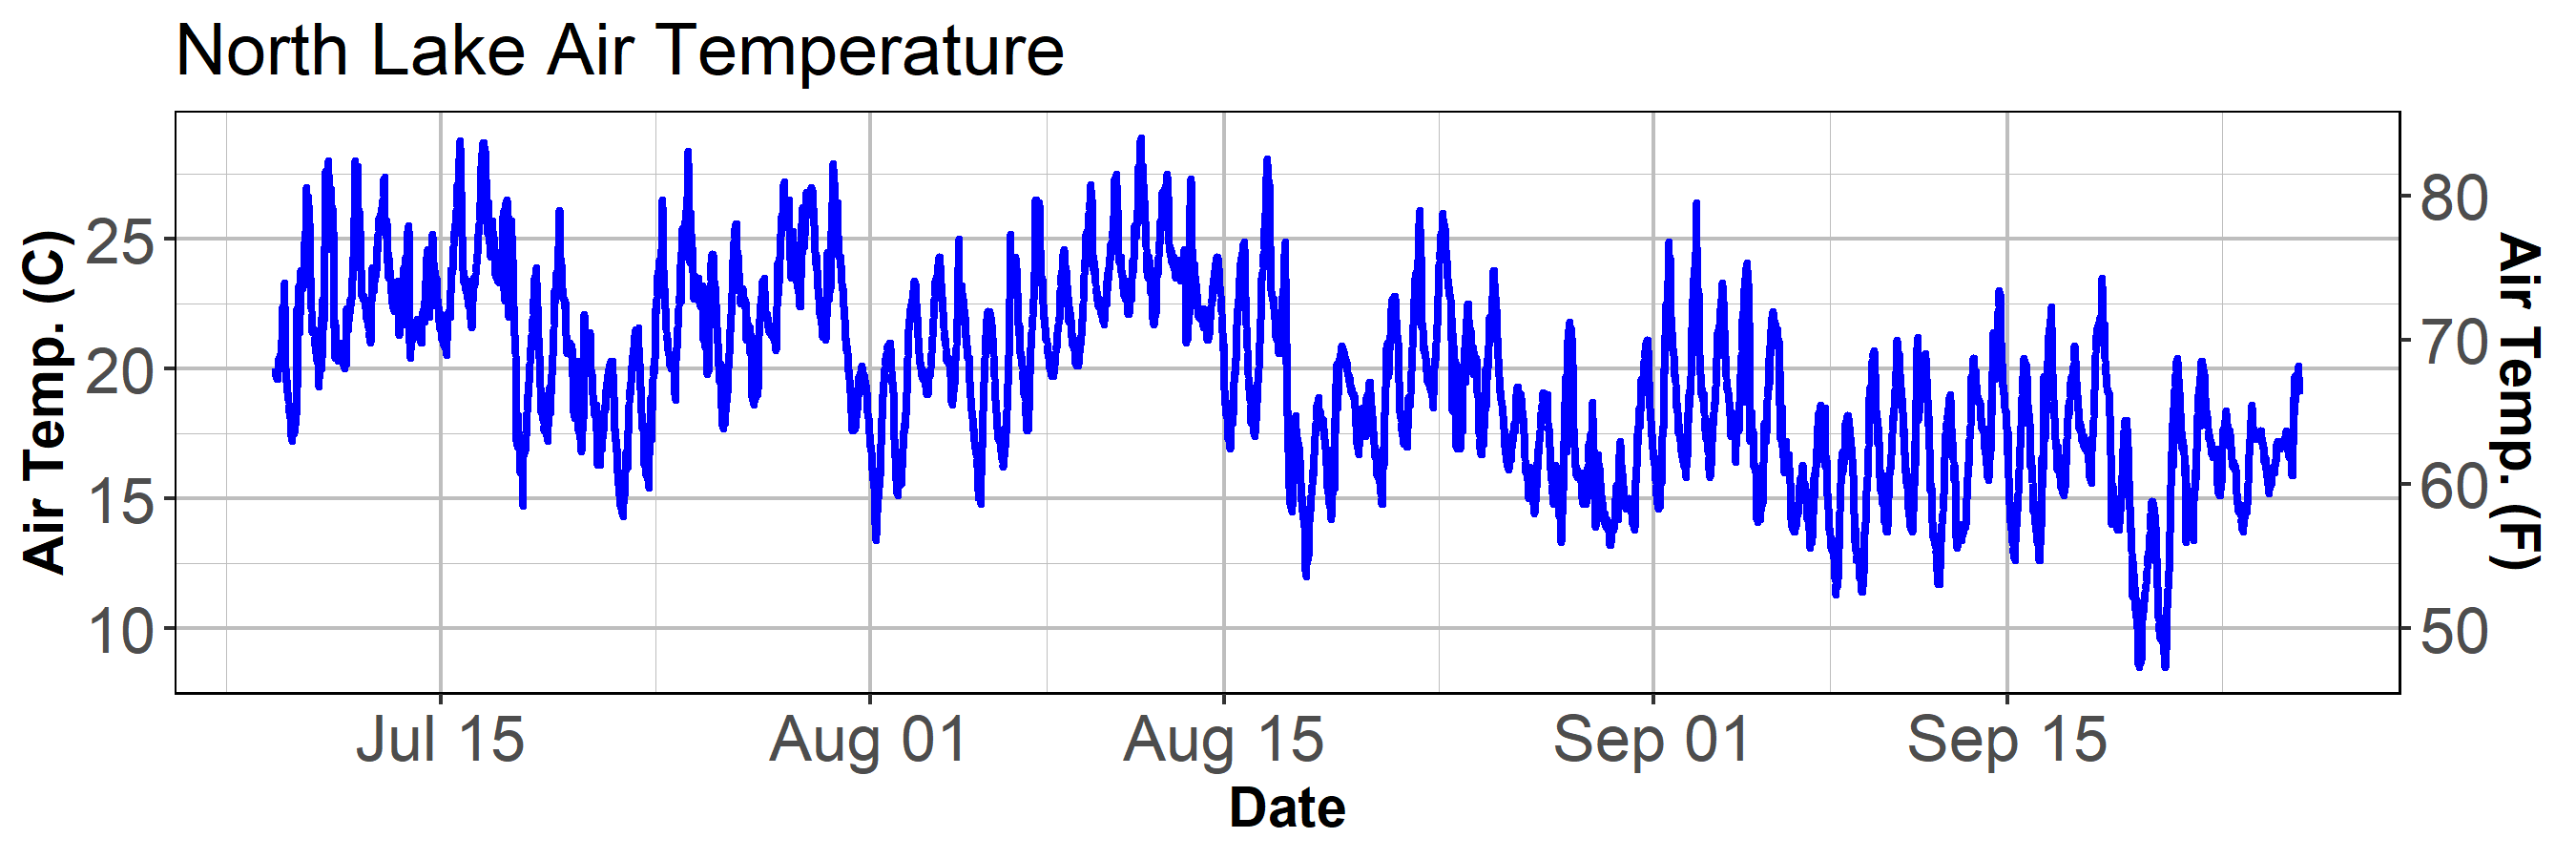 North Lake Air Temperature
Air Temp. (C)
25
20
15
10
80
70
60
50
Air Temp. (F)
Jul 15
Aug 01
Aug 15
Sep 01
Sep 15
Date